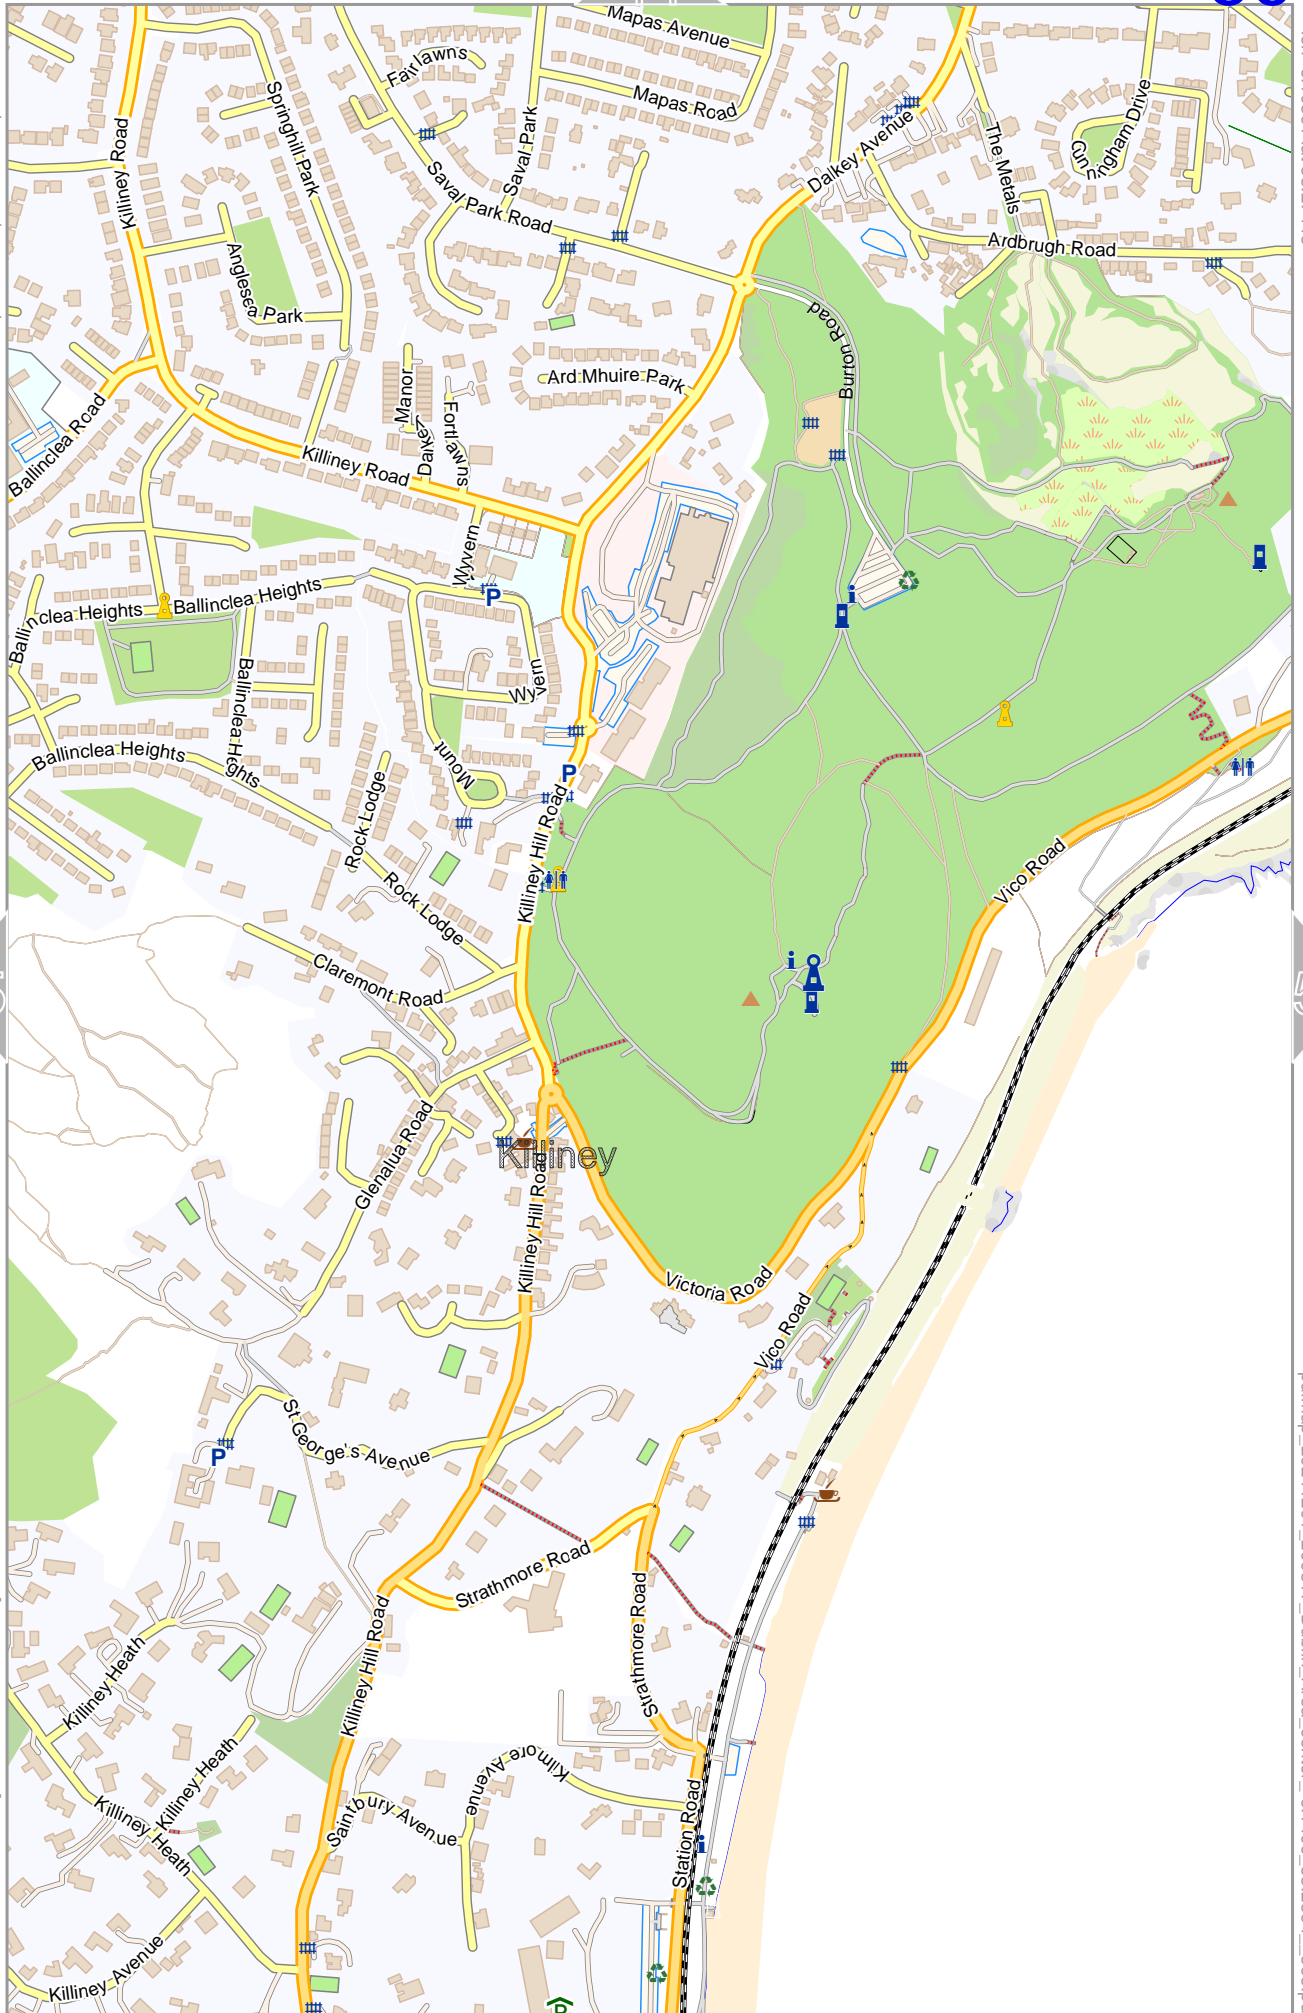 Mapas Avenue
Fairlawns
Mapas Road
Springhill Park
Saval Park
Cunningham Drive
Killiney Road
Dalkey Avenue
The Metals
Saval Park Road
Ardbrugh Road
Anglesea Park
Burton Road
Ard Mhuire Park
Dalkey Manor
Fortlawns
Ballinclea Road
Killiney Road
Wyvern
P
i
Ballinclea Heights
Ballinclea Heights
Ballinclea Heights
Wyvern
Ballinclea Heights
Mount
P
Rock Lodge
Killiney Hill Road
Vico Road
Rock Lodge
Claremont Road
i
Glenalua Road
Killiney
Killiney Hill Road
Victoria Road
Vico Road
St George's Avenue
P
Strathmore Road
Strathmore Road
Killiney Hill Road
Killiney Heath
Killiney Heath
Kilmore Avenue
Killiney Heath
Saintbury Avenue
Station Road
i
Killiney Avenue